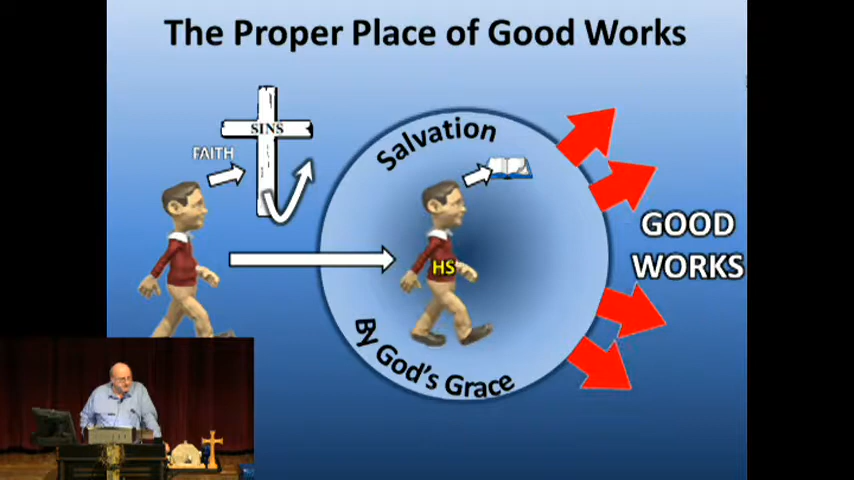 The Proper Place of Good Works
SINS
FAITH
Salvation
HS
GOOD
WORKS
By God's Grace